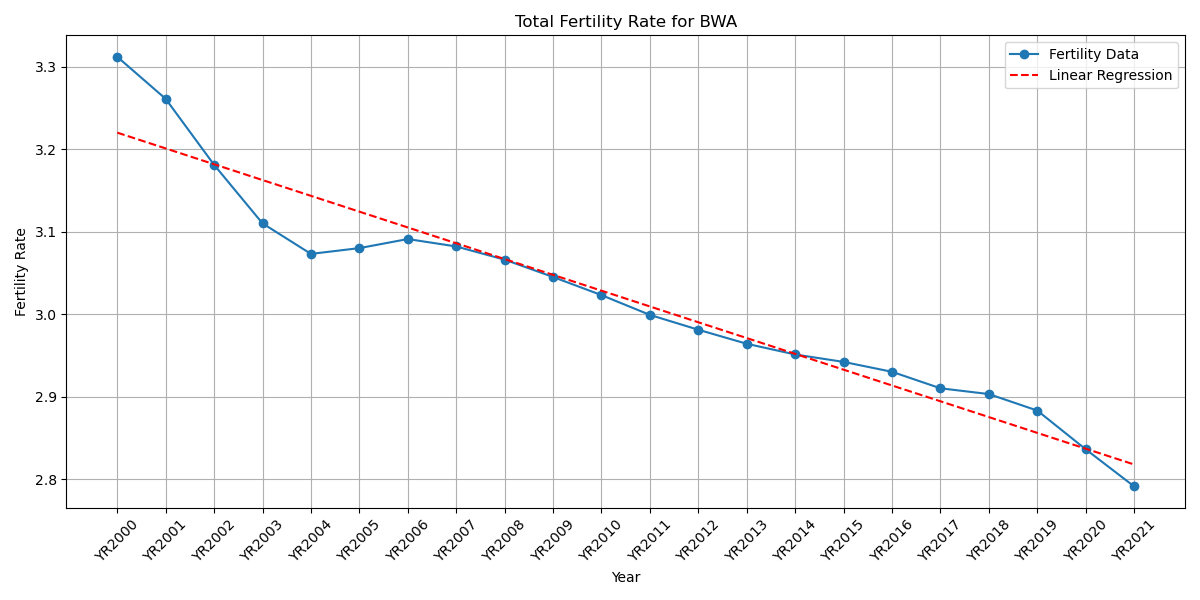 Total Fertility Rate for BWA
Fertility Data
Linear Regression
Fertility Rate
3.3
3.2
3.1
3.0
2.9
2.8
YR2000
YR2001
YR2002
YR2003
YR2004
YR2005
YR2006
YR2007
YR2008
YR2009
YR2010
YR2011
YR2012
YR2013
YR2014
YR2015
YR2016
YR2017
YR2018
YR2019
YR2020
YR2021
Year